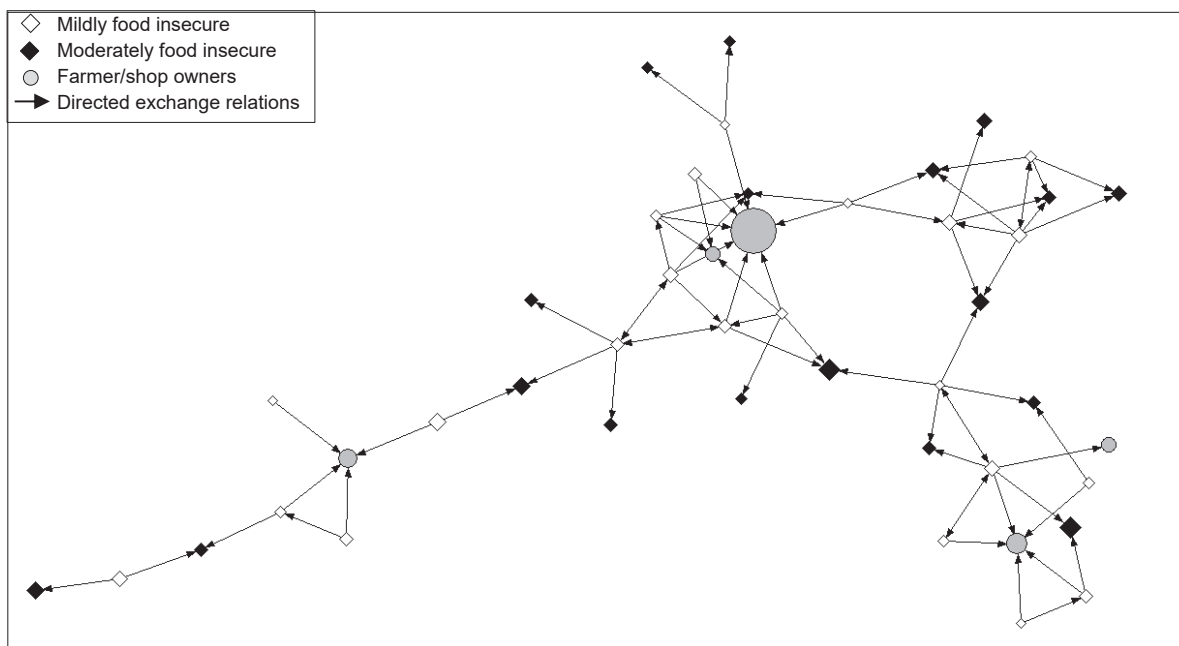 Mildly food insecure
Moderately food insecure
Farmer/shop owners
Directed exchange relations